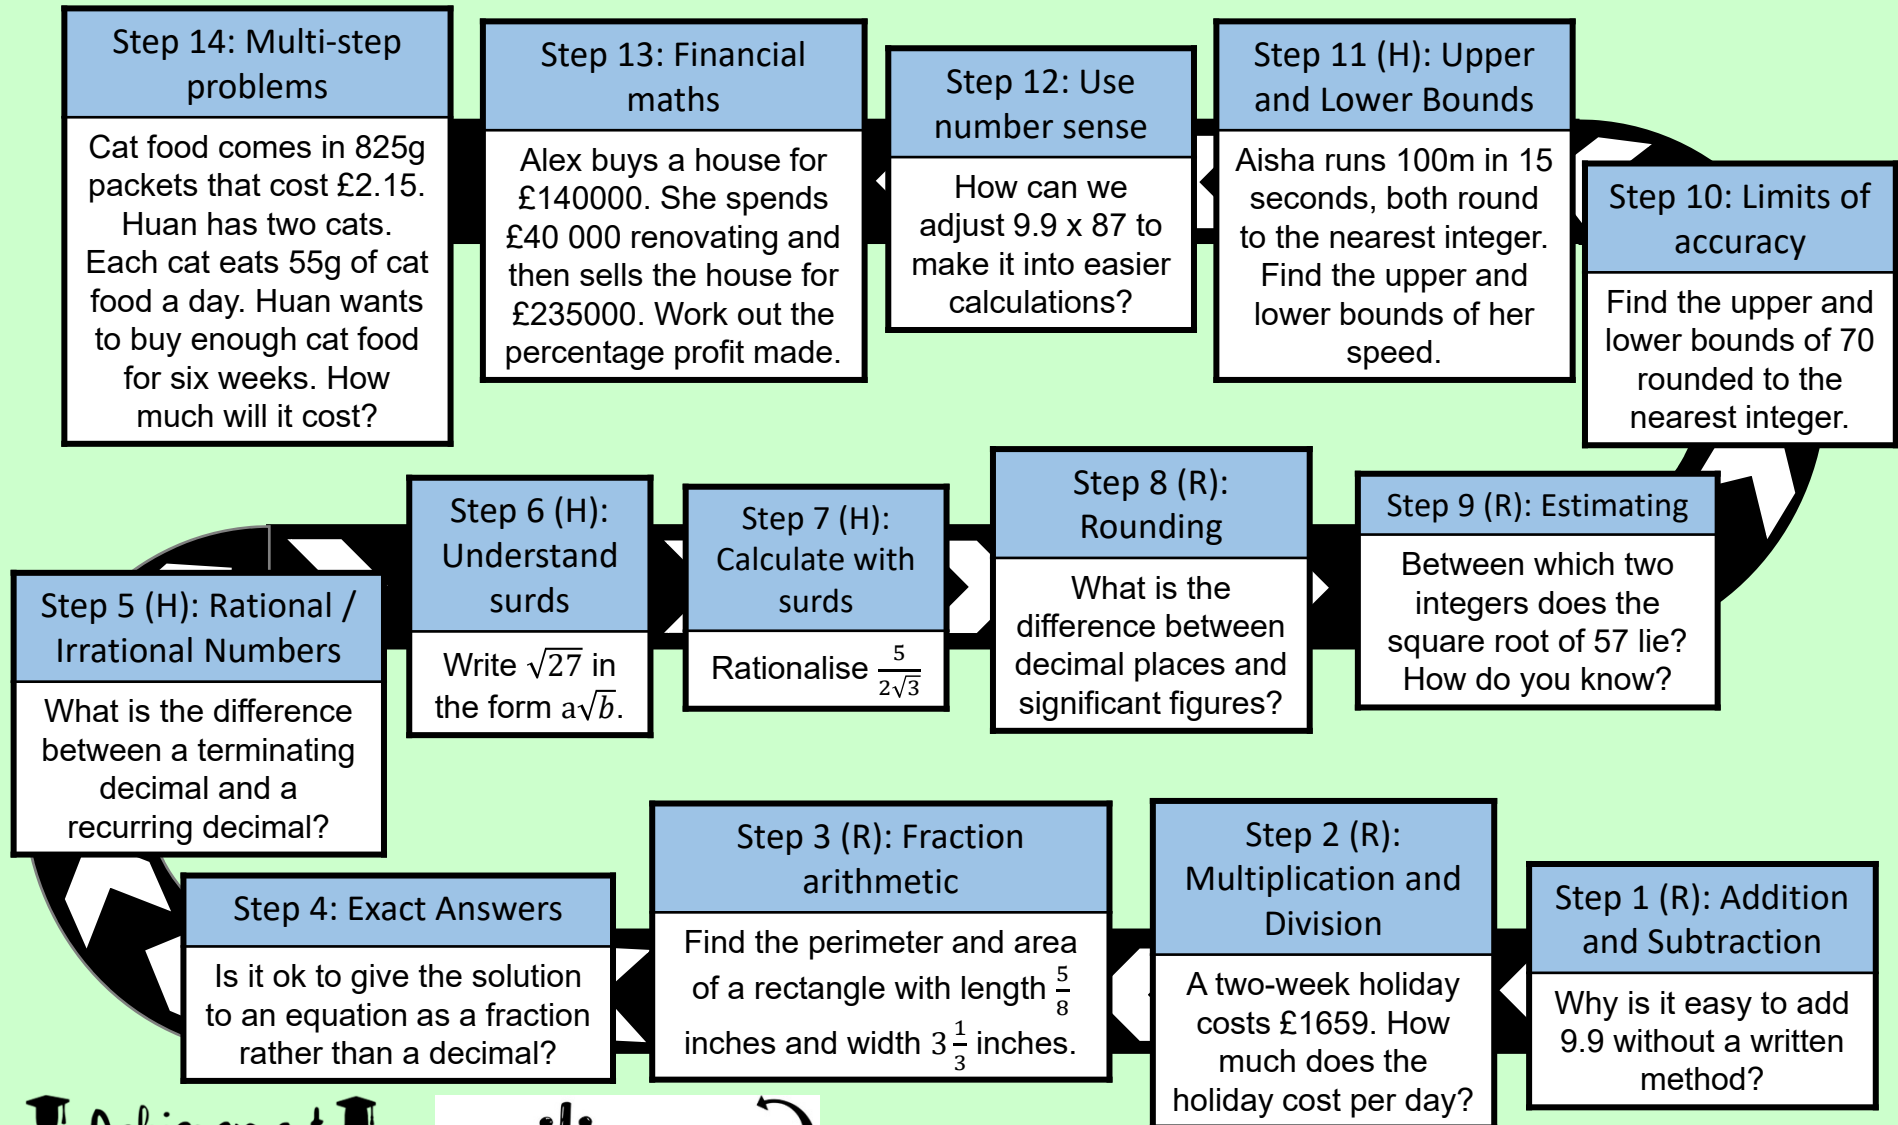 Step 14: Multi-step
problems
Cat food comes in 825g
packets that cost £2.15.
Huan has two cats.
Each cat eats 55g of cat
food a day. Huan wants
to buy enough cat food
for six weeks. How
much will it cost?
Step 13: Financial
maths
Alex buys a house for
£140000. She spends
£40 000 renovating and
then sells the house for
£235000. Work out the
percentage profit made.
Step 12: Use
number sense
How can we
adjust 9.9 x 87 to
make it into easier
calculations?
Step 11 (H): Upper
and Lower Bounds
Aisha runs 100m in 15
seconds, both round
to the nearest integer.
Find the upper and
lower bounds of her
speed.
Step 10: Limits of
accuracy
Find the upper and
lower bounds of 70
rounded to the
nearest integer.
Step 5 (H): Rational /
Irrational Numbers
What is the difference
between a terminating
decimal and a
recurring decimal?
Step 6 (H):
Understand
surds
Write √27 in
the form a√b.
Step 7 (H):
Calculate with
surds
Rationalise 5/(2√3)
Step 8 (R):
Rounding
What is the
difference between
decimal places and
significant figures?
Step 9 (R): Estimating
Between which two
integers does the
square root of 57 lie?
How do you know?
Step 4: Exact Answers
Is it ok to give the solution
to an equation as a fraction
rather than a decimal?
Step 3 (R): Fraction
arithmetic
Find the perimeter and area
of a rectangle with length 5/8
inches and width 3 1/3 inches.
Step 2 (R):
Multiplication and
Division
A two-week holiday
costs £1659. How
much does the
holiday cost per day?
Step 1 (R): Addition
and Subtraction
Why is it easy to add
9.9 without a written
method?